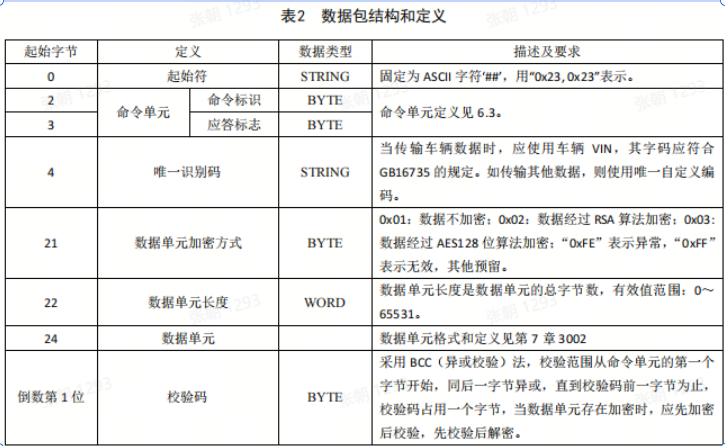 表2 数据包结构和定义
起始字节 定义 数据类型 描述及要求
0 起始符 STRING 固定为 ASCII 字符‘##’，用“0x23, 0x23”表示。
2 命令单元 命令标识 BYTE 命令单元定义见 6.3。
3 应答标志 BYTE
4 唯一识别码 STRING 当传输车辆数据时，应使用车辆 VIN，其字码应符合
GB16735 的规定。如传输其他数据，则使用唯一自定义编
码。
21 数据单元加密方式 BYTE 0x01：数据不加密；0x02：数据经过 RSA 算法加密；0x03:
数据经过 AES128 位算法加密；“0xFE”表示异常，“0xFF”
表示无效，其他预留。
22 数据单元长度 WORD 数据单元长度是数据单元的总字节数，有效值范围：0～
65531。
24 数据单元 数据单元格式和定义见第 7 章 3002
倒数第 1 位 校验码 BYTE 采用 BCC（异或校验）法，校验范围从命令单元的第一个
字节开始，同后一字节异或，直到校验码前一字节为止，
校验码占用一个字节，当数据单元存在加密时，应先加密
后校验，先校验后解密。
张朝 1293